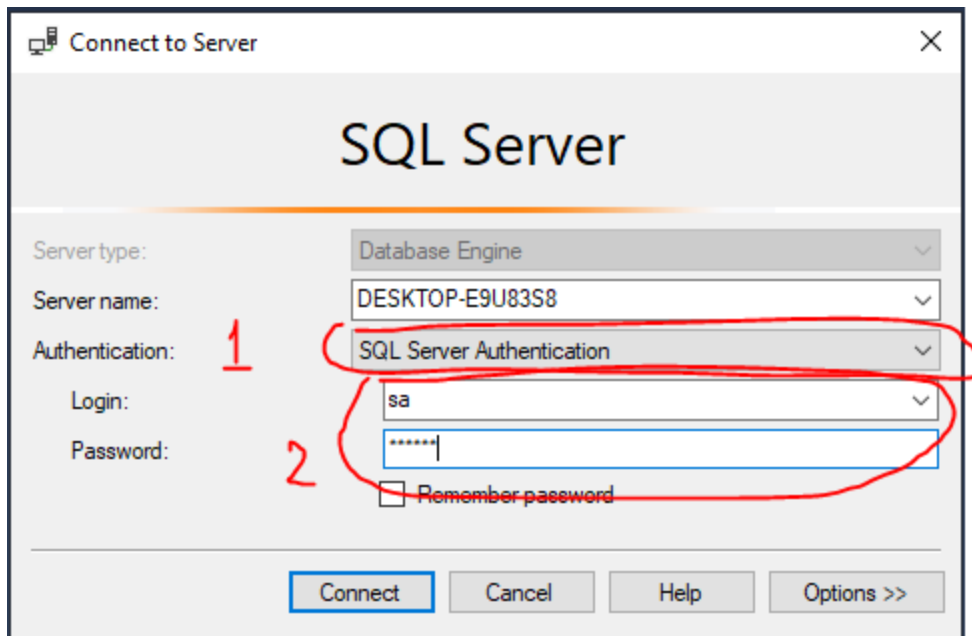 Connect to Server
SQL Server
Server type: Database Engine
Server name: DESKTOP-E9U83S8
Authentication: 1 SQL Server Authentication
Login: sa
Password: ******
2
Remember password
Connect Cancel Help Options >>